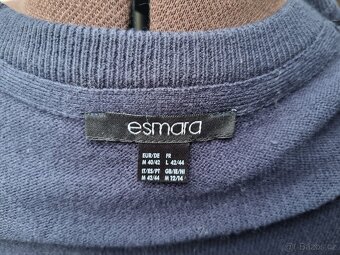 esmara
EUR/DE FR
M 40/42 L 42/44
IT/ES/PT GB/IE/NI
M 42/44 M 12/14